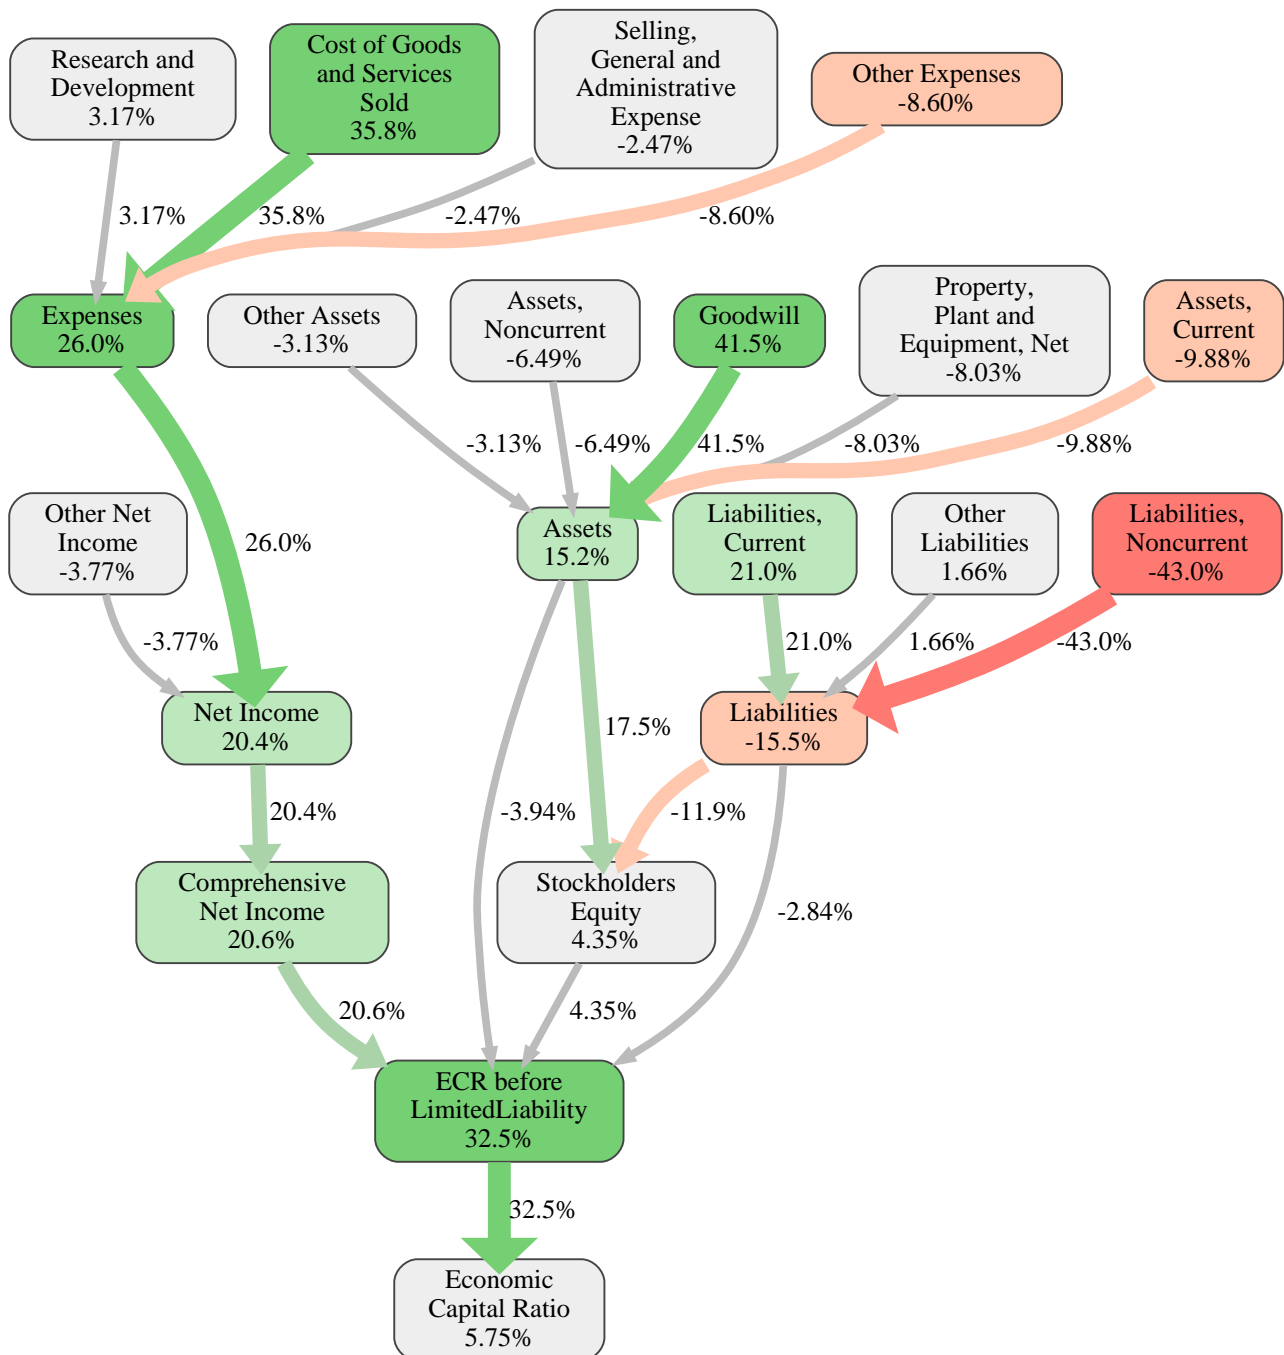 Research and
Development
3.17%
Cost of Goods
and Services
Sold
35.8%
Selling,
General and
Administrative
Expense
-2.47%
Other Expenses
-8.60%
3.17%
35.8%
-2.47%
-8.60%
Expenses
26.0%
Other Assets
-3.13%
Assets,
Noncurrent
-6.49%
Goodwill
41.5%
Property,
Plant and
Equipment, Net
-8.03%
Assets,
Current
-9.88%
-3.13%
-6.49%
41.5%
-8.03%
-9.88%
Other Net
Income
-3.77%
26.0%
Assets
15.2%
Liabilities,
Current
21.0%
Other
Liabilities
1.66%
Liabilities,
Noncurrent
-43.0%
-3.77%
21.0%
1.66%
-43.0%
Net Income
20.4%
17.5%
Liabilities
-15.5%
20.4%
-3.94%
-11.9%
Comprehensive
Net Income
20.6%
Stockholders
Equity
4.35%
-2.84%
20.6%
4.35%
ECR before
LimitedLiability
32.5%
32.5%
Economic
Capital Ratio
5.75%